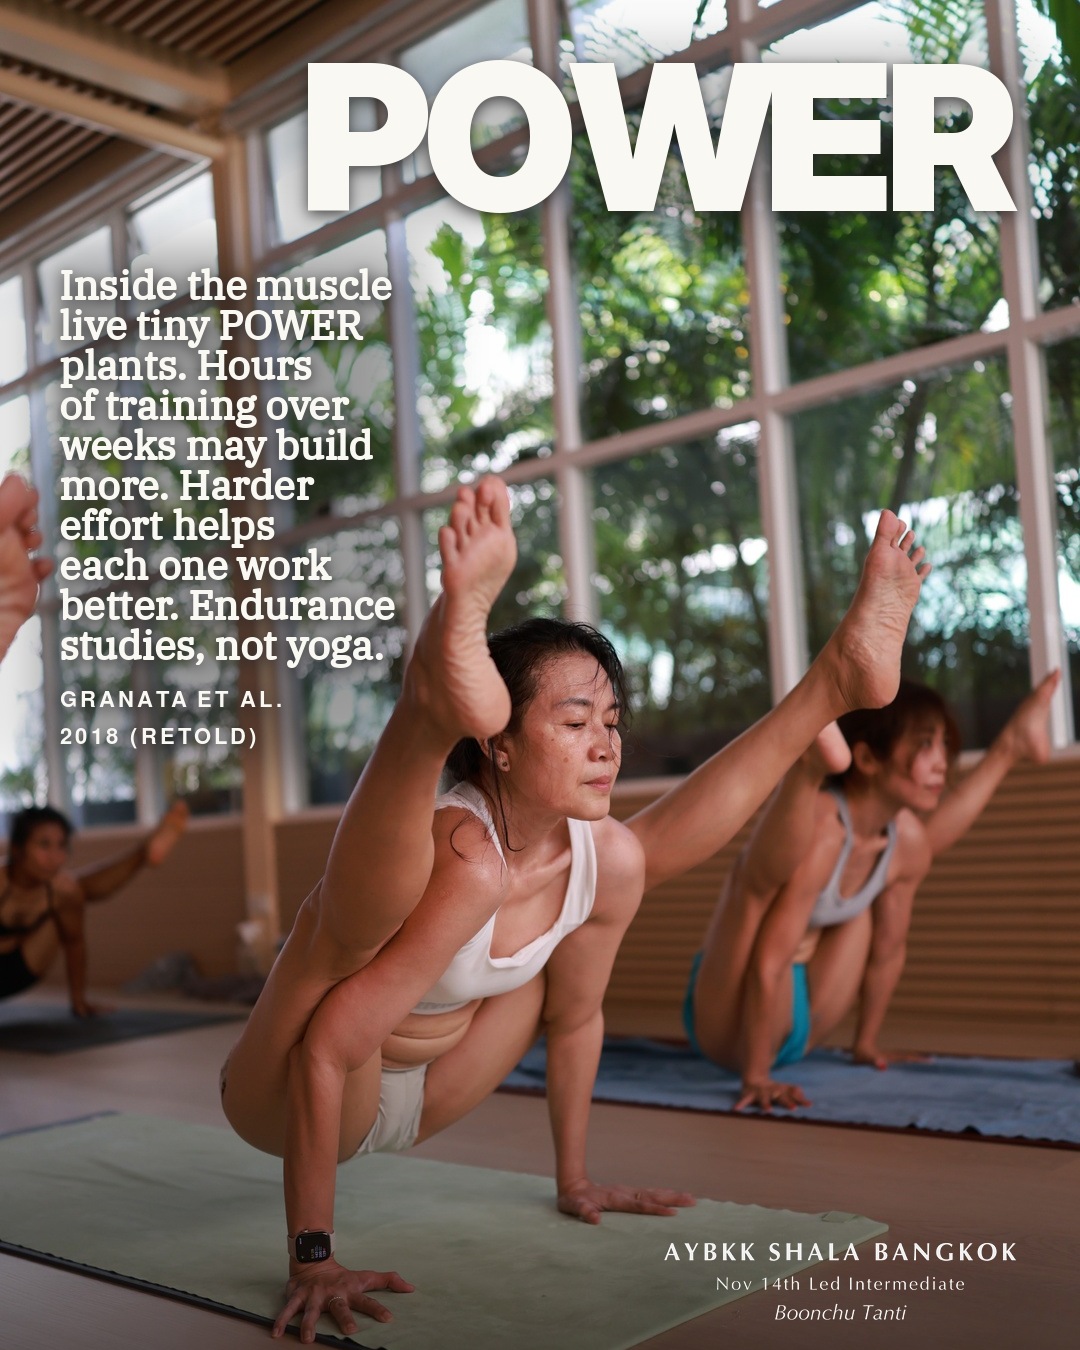 POWER
Inside the muscle
live tiny POWER
plants. Hours
of training over
weeks may build
more. Harder
effort helps
each one work
better. Endurance
studies, not yoga.
GRANATA ET AL.
2018 (RETOLD)
AYBKK SHALA BANGKOK
Nov 14th Led Intermediate
Boonchu Tanti